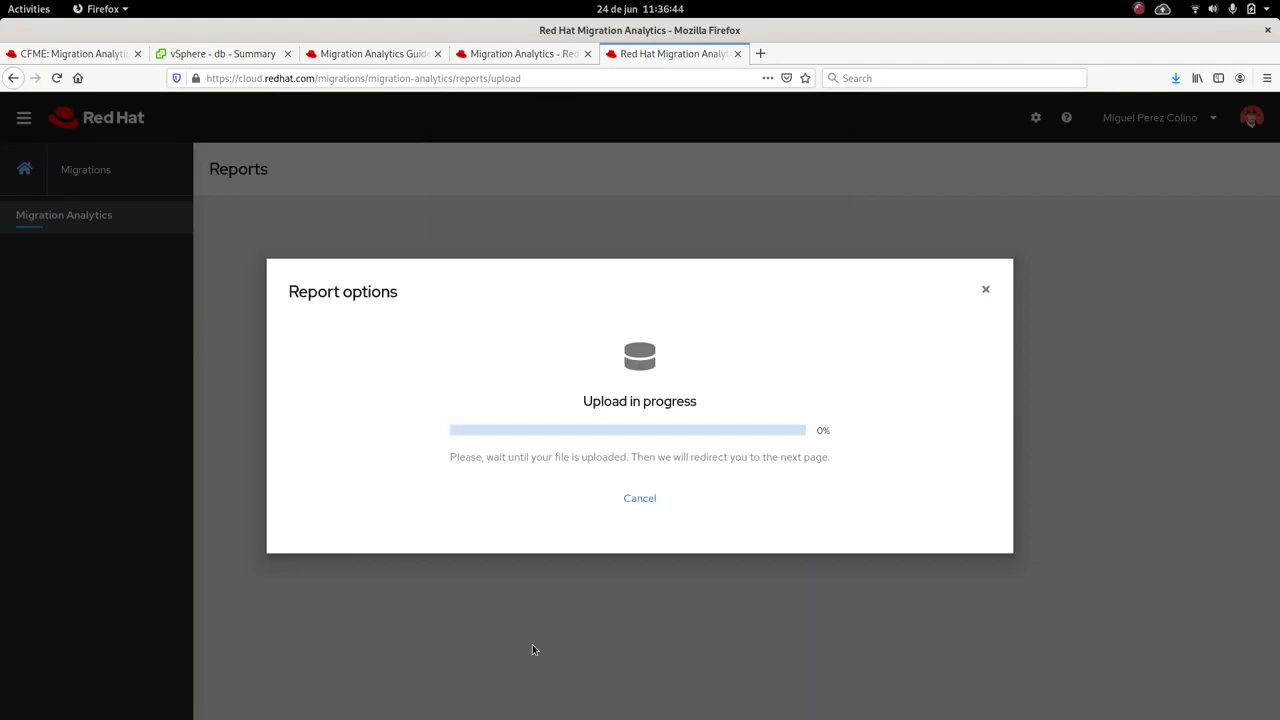 Activities
Firefox
24 de jun 11:36:44
Red Hat Migration Analytics - Mozilla Firefox
CFME: Migration Analytic
vSphere - db - Summary
Migration Analytics Guid
Migration Analytics - Red
Red Hat Migration Analyt
https://cloud.redhat.com/migrations/migration-analytics/reports/upload
Search
Red Hat
Miguel Perez Colino
Migrations
Reports
Migration Analytics
Report options
Upload in progress
0%
Please, wait until your file is uploaded. Then we will redirect you to the next page.
Cancel